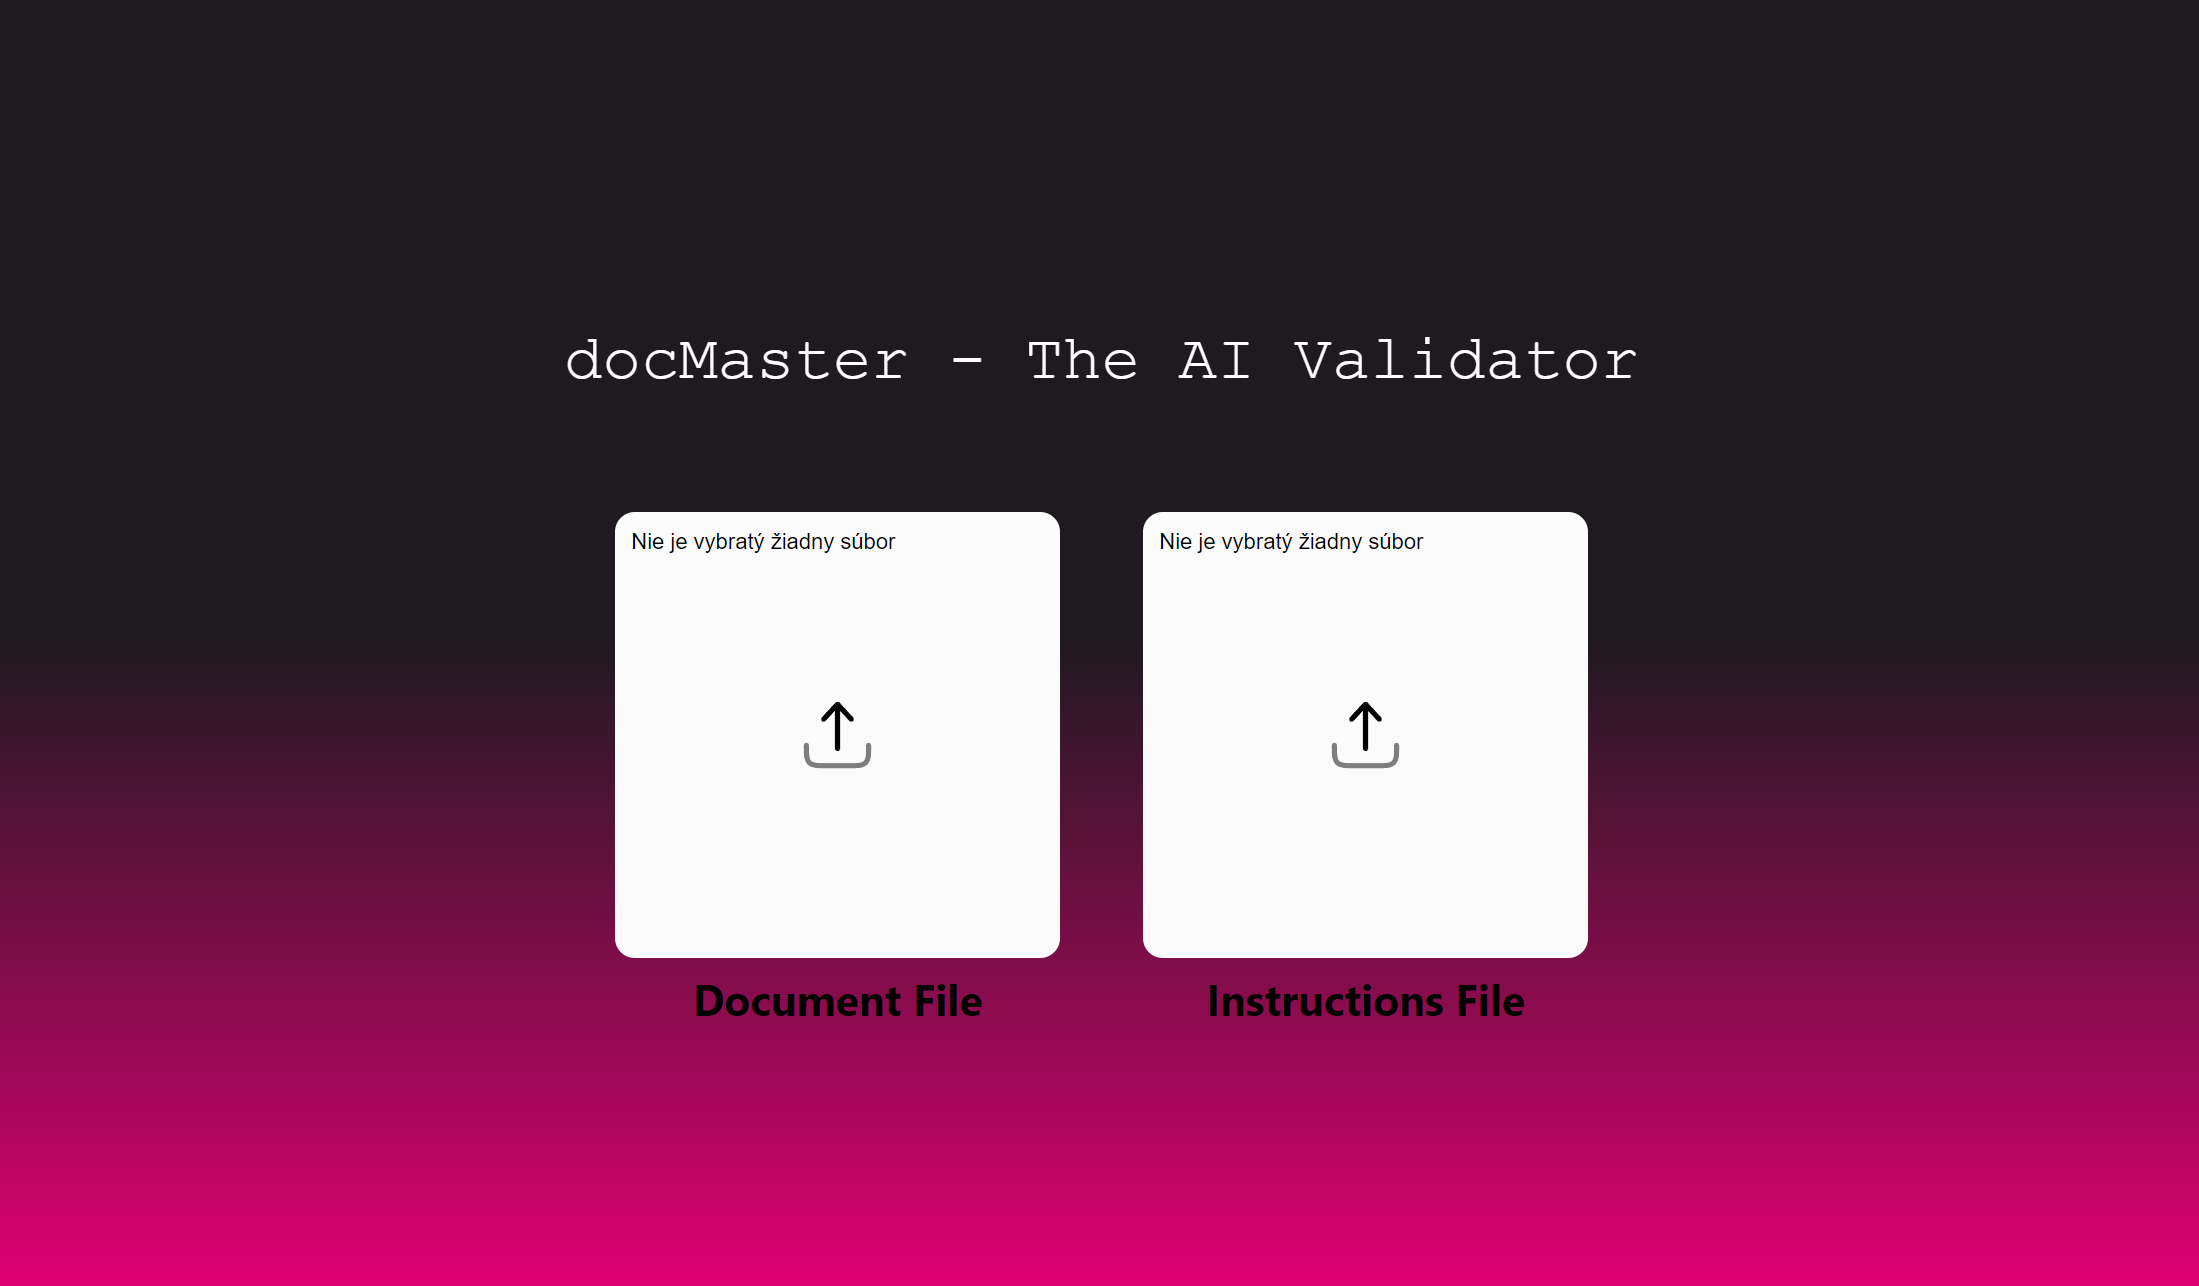 docMaster - The AI Validator
Nie je vybratý žiadny súbor
Nie je vybratý žiadny súbor
Document File
Instructions File